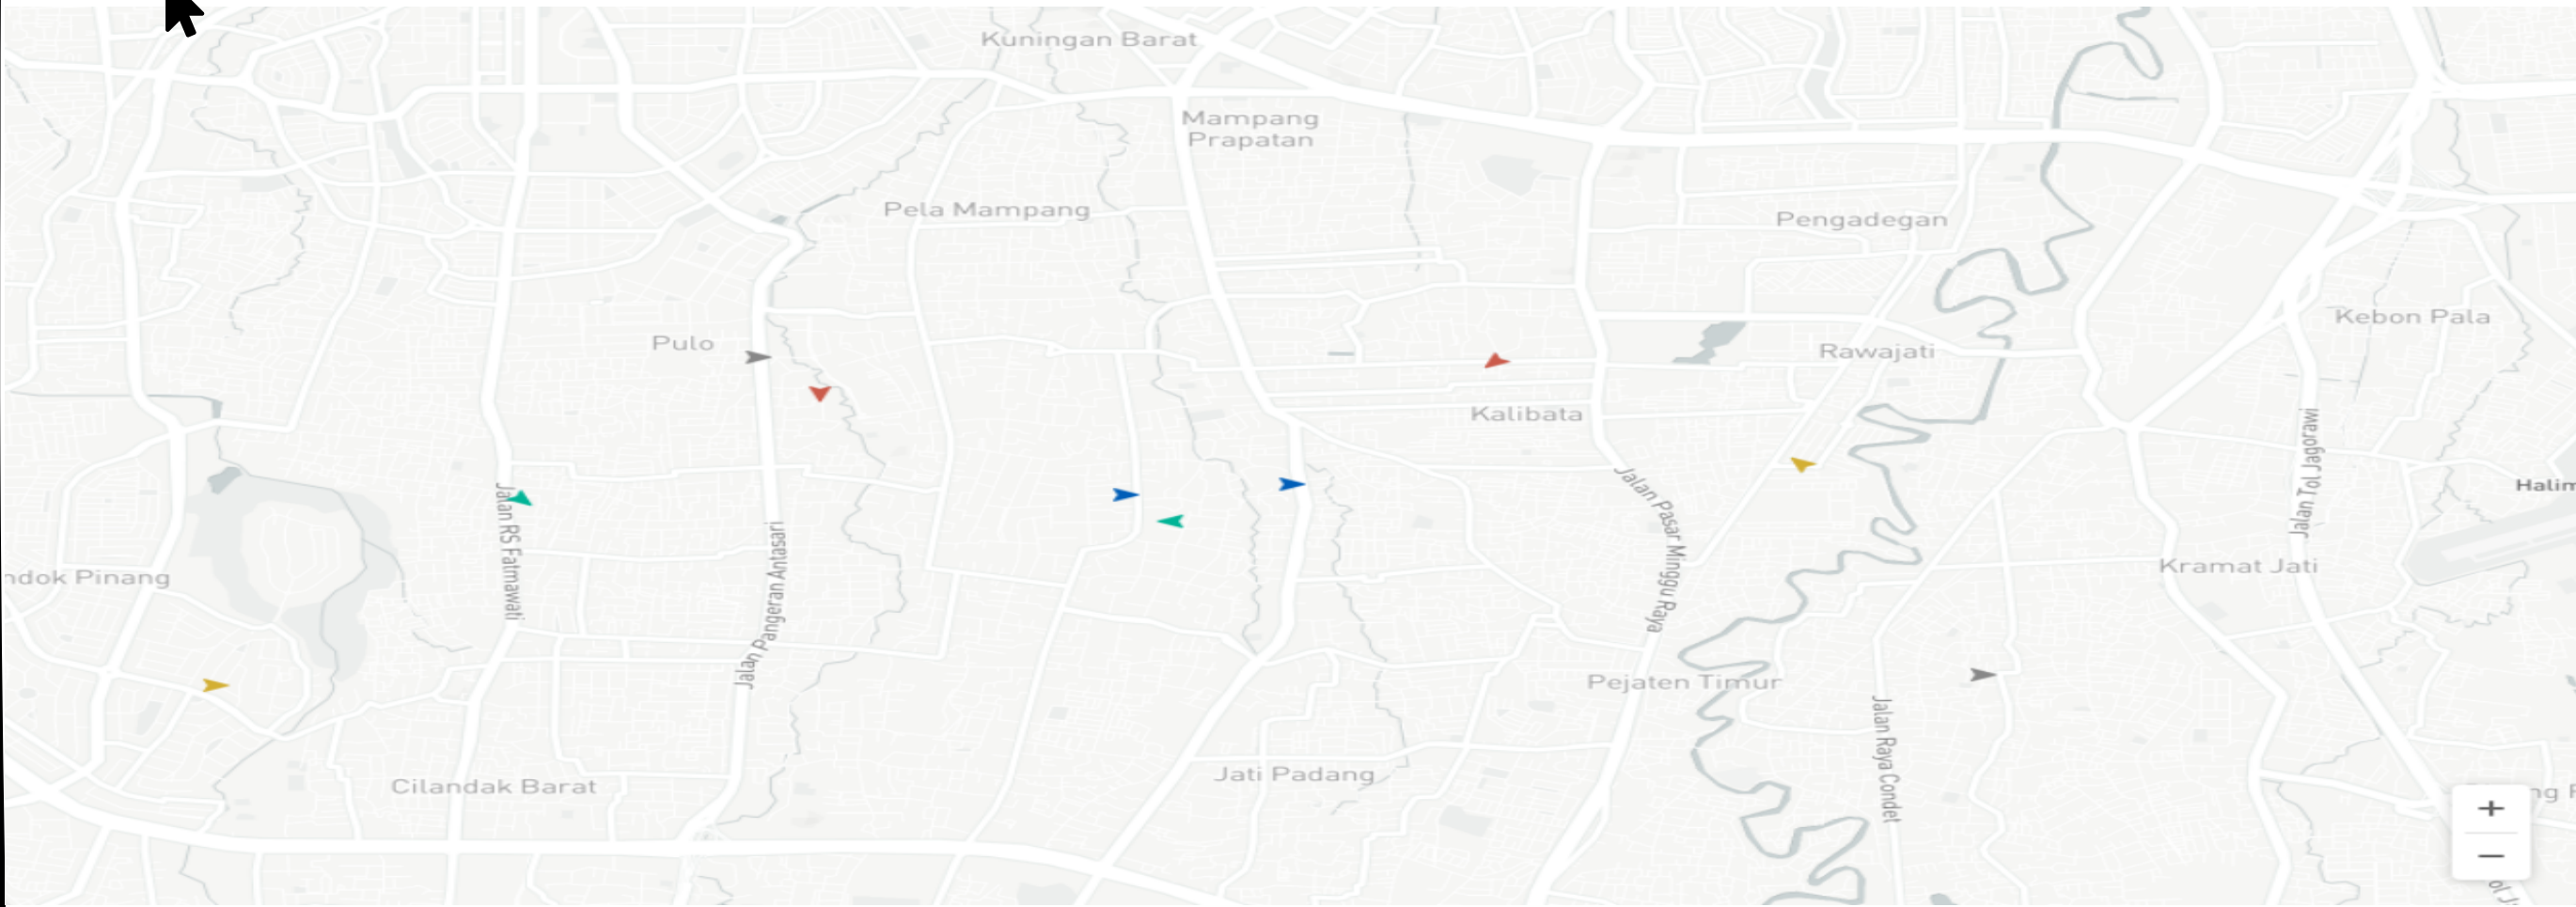 Kuningan Barat
Mampang
Prapatan
Pela Mampang
Pengadegan
Kebon Pala
Pulo
Rawajati
Kalibata
Jalan Tol Jagorawi
Jalan Pasar Minggu Raya
Halim
Jalan RS Fatmawati
Jalan Pangeran Antasari
ndok Pinang
Kramat Jati
Pejaten Timur
Jalan Raya Condet
Jati Padang
Cilandak Barat
+
−